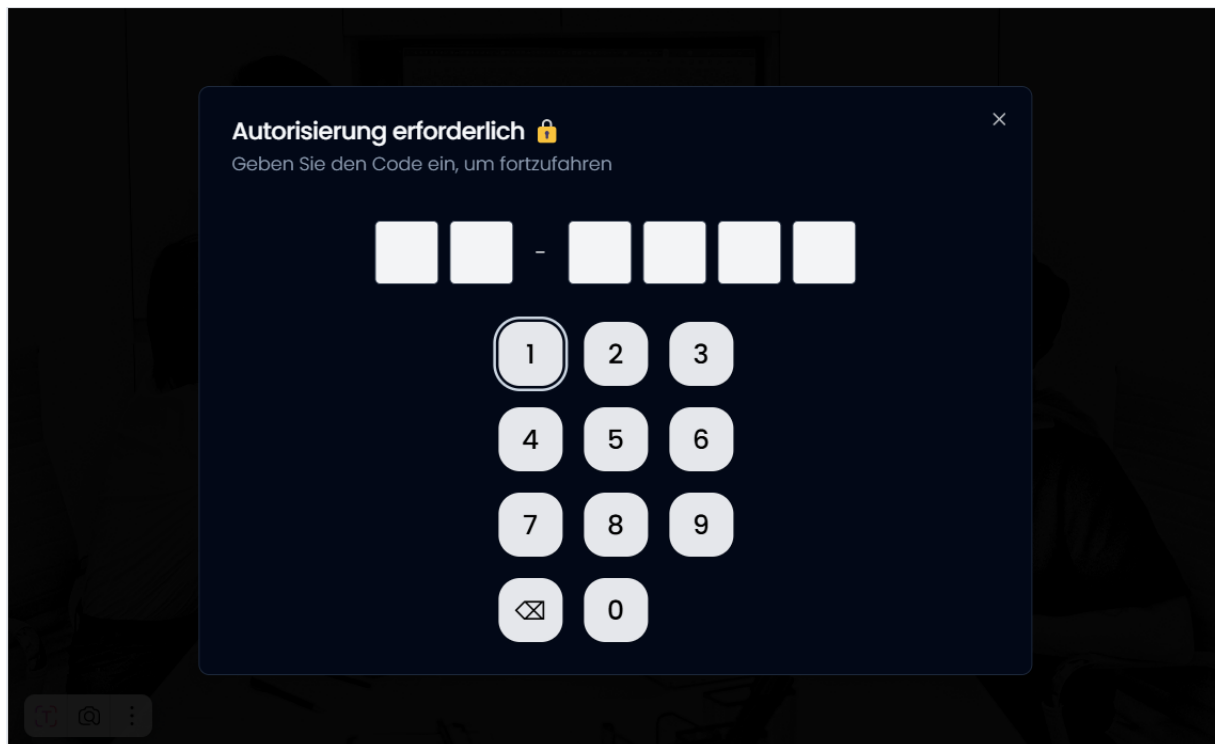 Autorisierung erforderlich 🔒
Geben Sie den Code ein, um fortzufahren
-
1 2 3
4 5 6
7 8 9
⌫ 0